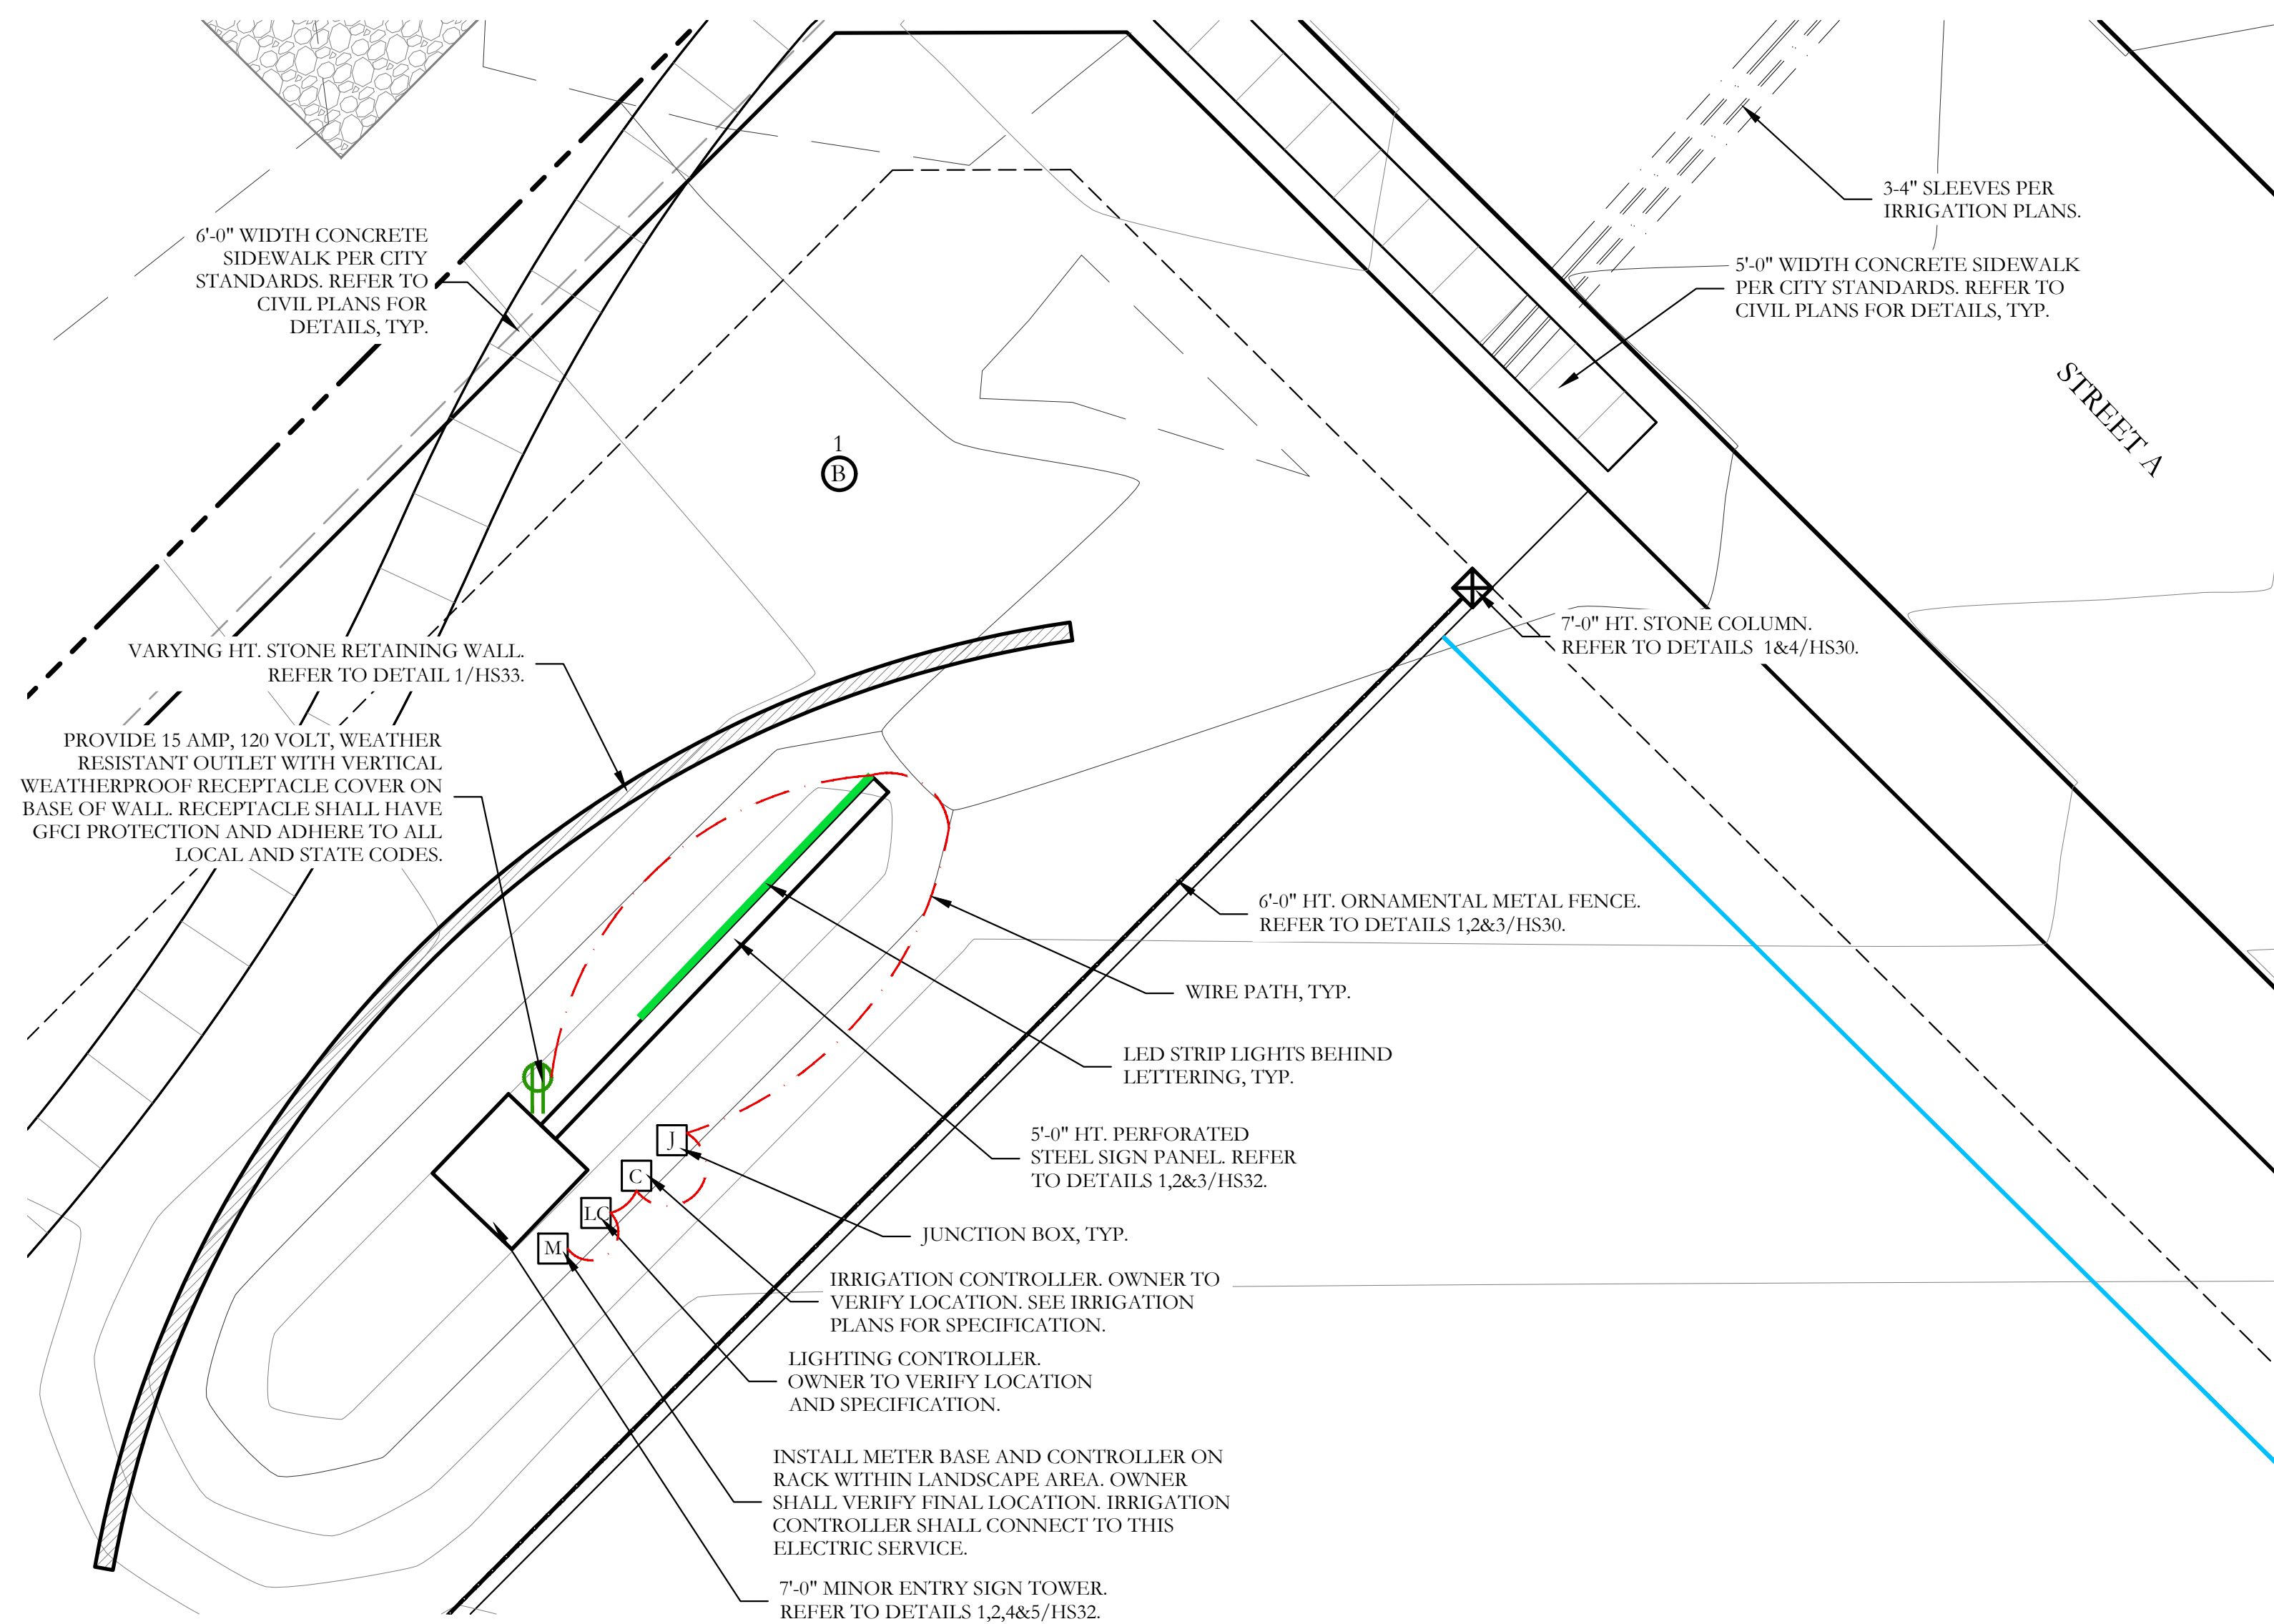 3-4" SLEEVES PER
IRRIGATION PLANS.
6'-0" WIDTH CONCRETE
SIDEWALK PER CITY
STANDARDS. REFER TO
CIVIL PLANS FOR
DETAILS, TYP.
5'-0" WIDTH CONCRETE SIDEWALK
PER CITY STANDARDS. REFER TO
CIVIL PLANS FOR DETAILS, TYP.
STREET A
1
B
7'-0" HT. STONE COLUMN.
REFER TO DETAILS 1&4/HS30.
VARYING HT. STONE RETAINING WALL.
REFER TO DETAIL 1/HS33.
PROVIDE 15 AMP, 120 VOLT, WEATHER
RESISTANT OUTLET WITH VERTICAL
WEATHERPROOF RECEPTACLE COVER ON
BASE OF WALL. RECEPTACLE SHALL HAVE
GFCI PROTECTION AND ADHERE TO ALL
LOCAL AND STATE CODES.
6'-0" HT. ORNAMENTAL METAL FENCE.
REFER TO DETAILS 1,2&3/HS30.
WIRE PATH, TYP.
LED STRIP LIGHTS BEHIND
LETTERING, TYP.
5'-0" HT. PERFORATED
STEEL SIGN PANEL. REFER
TO DETAILS 1,2&3/HS32.
J
C
LC
M
JUNCTION BOX, TYP.
IRRIGATION CONTROLLER. OWNER TO
VERIFY LOCATION. SEE IRRIGATION
PLANS FOR SPECIFICATION.
LIGHTING CONTROLLER.
OWNER TO VERIFY LOCATION
AND SPECIFICATION.
INSTALL METER BASE AND CONTROLLER ON
RACK WITHIN LANDSCAPE AREA. OWNER
SHALL VERIFY FINAL LOCATION. IRRIGATION
CONTROLLER SHALL CONNECT TO THIS
ELECTRIC SERVICE.
7'-0" MINOR ENTRY SIGN TOWER.
REFER TO DETAILS 1,2,4&5/HS32.